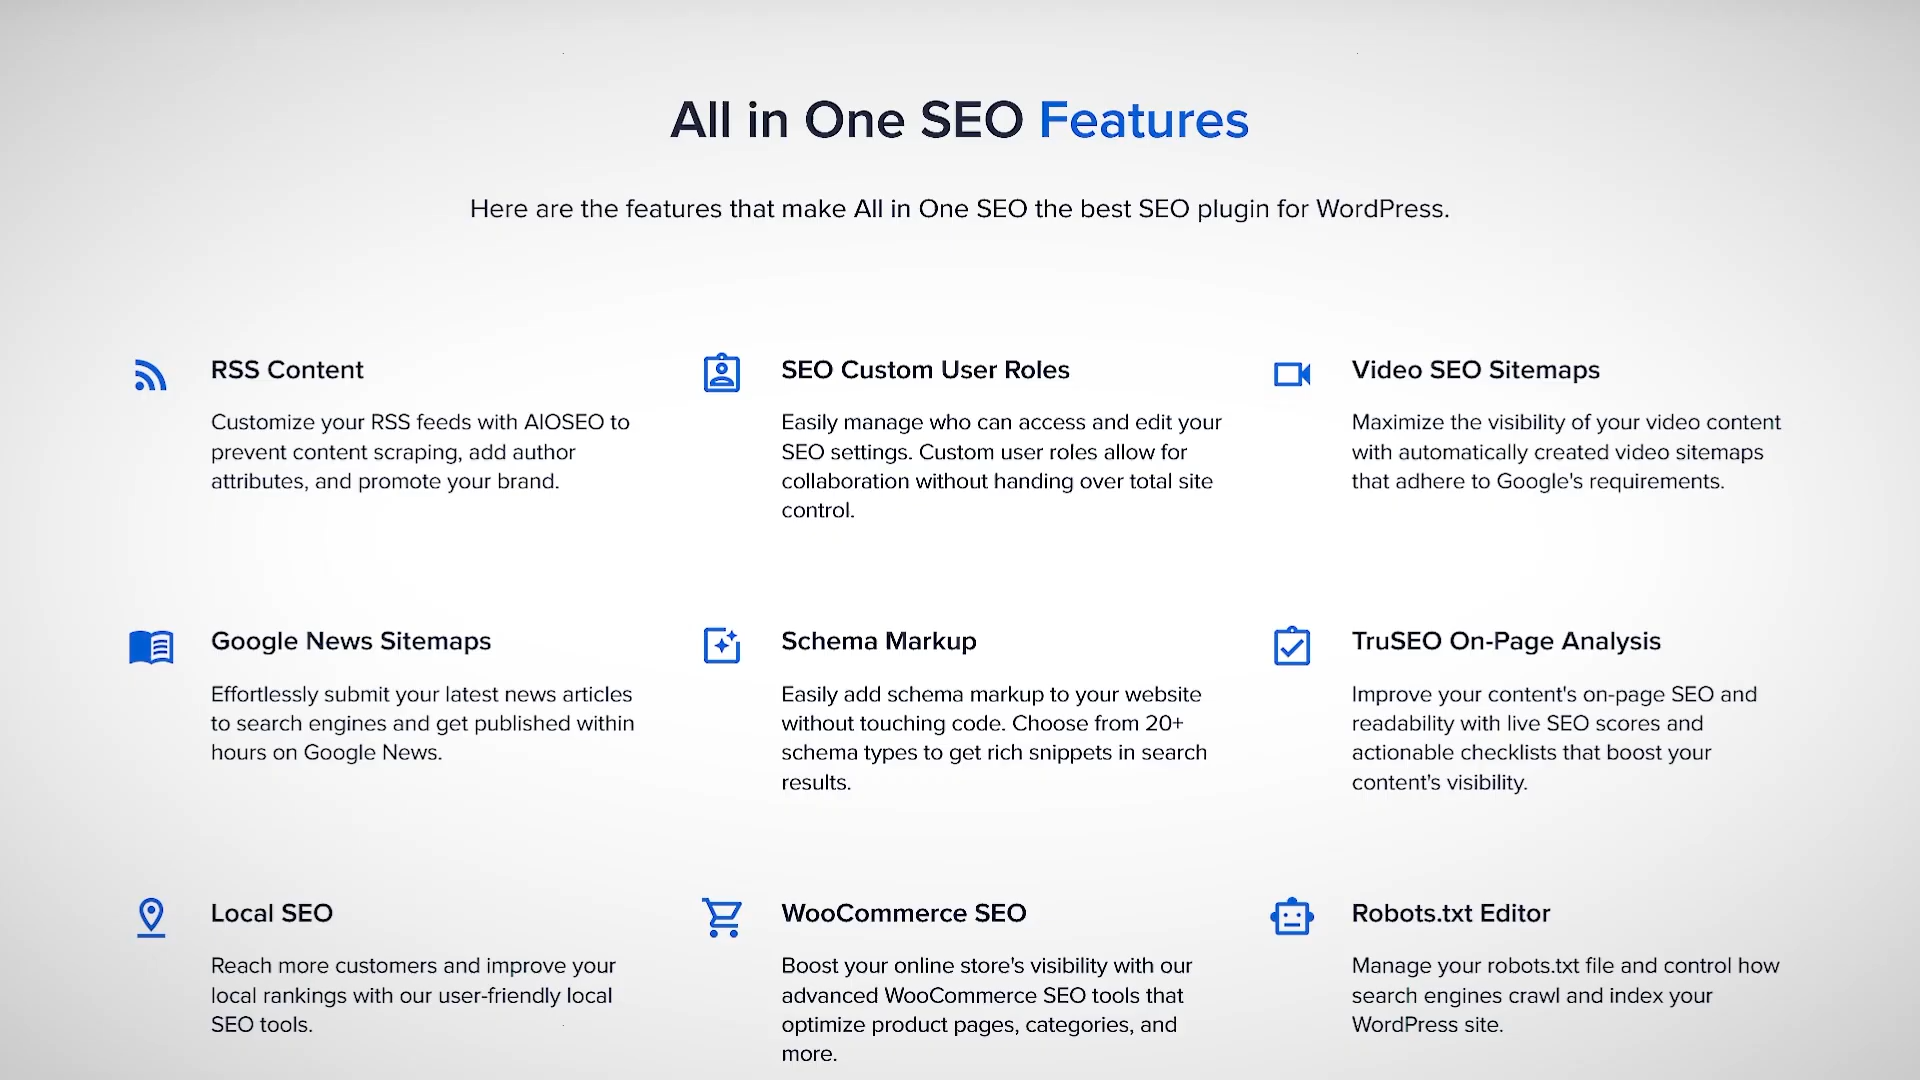 All in One SEO Features
Here are the features that make All in One SEO the best SEO plugin for WordPress.
RSS Content
Customize your RSS feeds with AIOSEO to
prevent content scraping, add author
attributes, and promote your brand.
SEO Custom User Roles
Easily manage who can access and edit your
SEO settings. Custom user roles allow for
collaboration without handing over total site
control.
Video SEO Sitemaps
Maximize the visibility of your video content
with automatically created video sitemaps
that adhere to Google's requirements.
Google News Sitemaps
Effortlessly submit your latest news articles
to search engines and get published within
hours on Google News.
Schema Markup
Easily add schema markup to your website
without touching code. Choose from 20+
schema types to get rich snippets in search
results.
TruSEO On-Page Analysis
Improve your content's on-page SEO and
readability with live SEO scores and
actionable checklists that boost your
content's visibility.
Local SEO
Reach more customers and improve your
local rankings with our user-friendly local
SEO tools.
WooCommerce SEO
Boost your online store's visibility with our
advanced WooCommerce SEO tools that
optimize product pages, categories, and
more.
Robots.txt Editor
Manage your robots.txt file and control how
search engines crawl and index your
WordPress site.